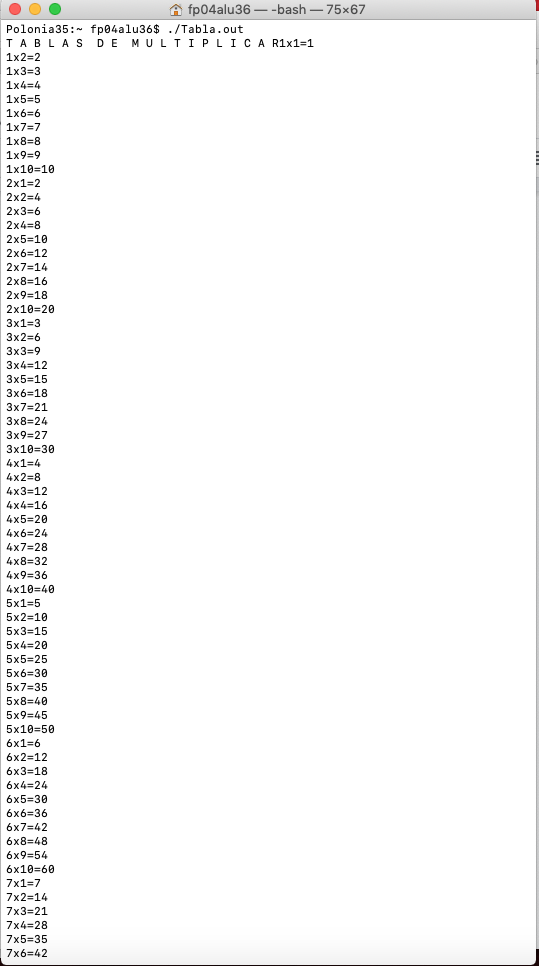 fp04alu36 — -bash — 75×67
Polonia35:~ fp04alu36$ ./Tabla.out
T A B L A S  D E  M U L T I P L I C A R1x1=1
1x2=2
1x3=3
1x4=4
1x5=5
1x6=6
1x7=7
1x8=8
1x9=9
1x10=10
2x1=2
2x2=4
2x3=6
2x4=8
2x5=10
2x6=12
2x7=14
2x8=16
2x9=18
2x10=20
3x1=3
3x2=6
3x3=9
3x4=12
3x5=15
3x6=18
3x7=21
3x8=24
3x9=27
3x10=30
4x1=4
4x2=8
4x3=12
4x4=16
4x5=20
4x6=24
4x7=28
4x8=32
4x9=36
4x10=40
5x1=5
5x2=10
5x3=15
5x4=20
5x5=25
5x6=30
5x7=35
5x8=40
5x9=45
5x10=50
6x1=6
6x2=12
6x3=18
6x4=24
6x5=30
6x6=36
6x7=42
6x8=48
6x9=54
6x10=60
7x1=7
7x2=14
7x3=21
7x4=28
7x5=35
7x6=42